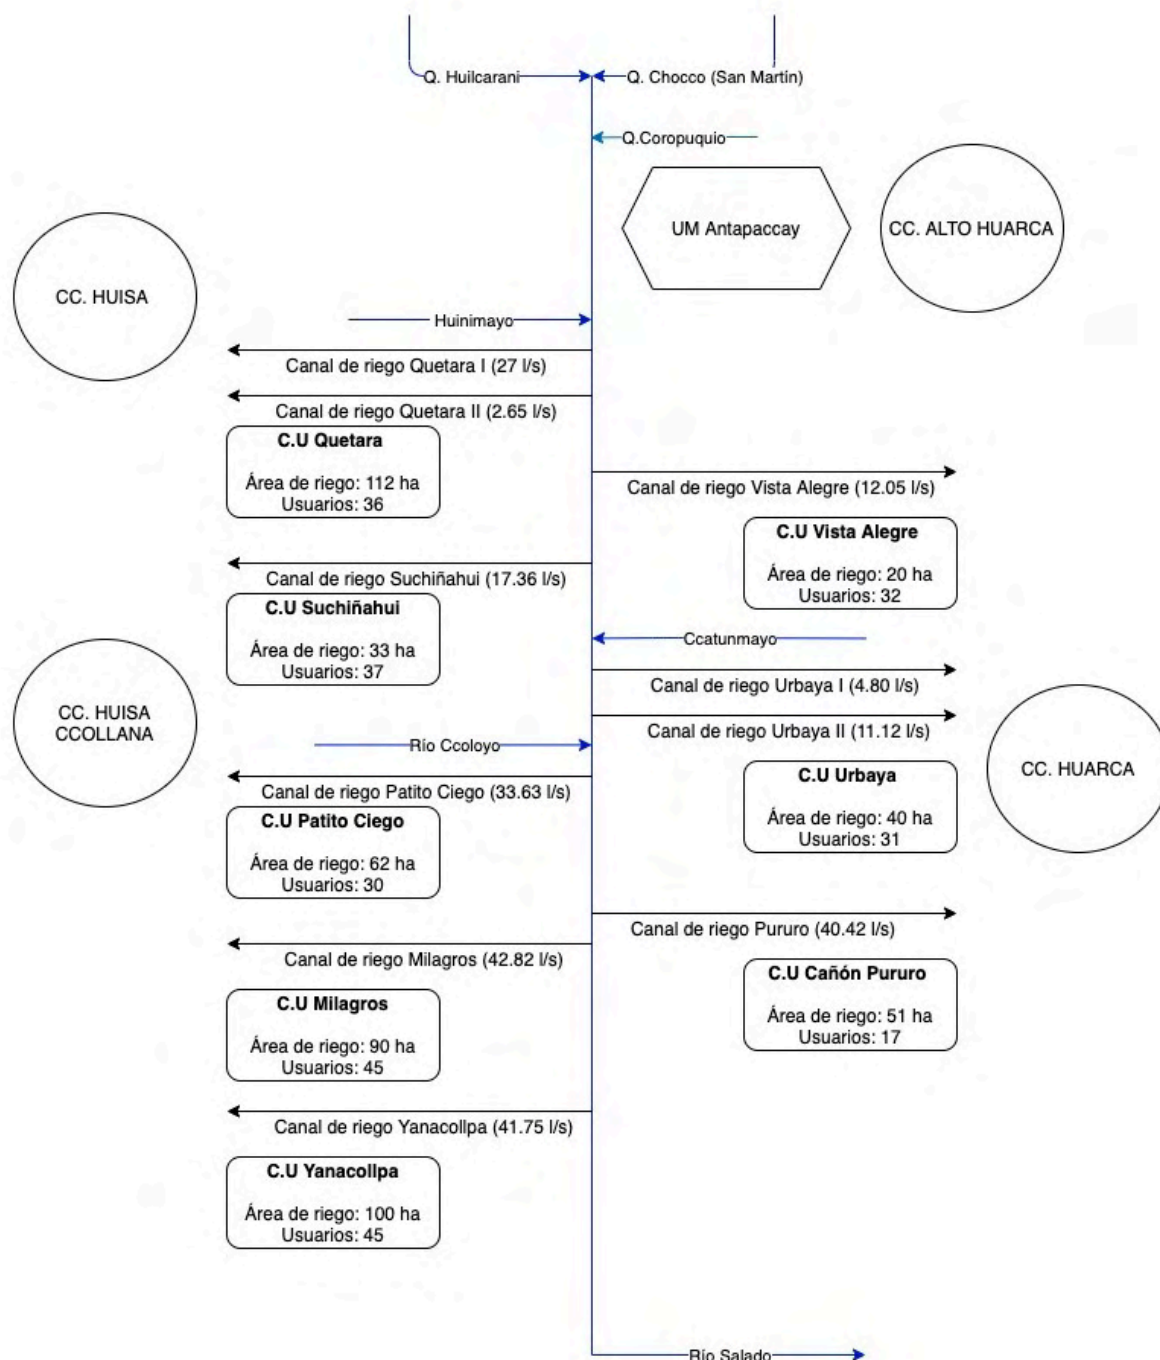 Q. Huilcarani
Q. Chocco (San Martín)
Q.Coropuquio
UM Antapaccay
CC. ALTO HUARCA
CC. HUISA
Huinimayo
Canal de riego Quetara I (27 l/s)
Canal de riego Quetara II (2.65 l/s)
C.U Quetara
Área de riego: 112 ha
Usuarios: 36
Canal de riego Vista Alegre (12.05 l/s)
C.U Vista Alegre
Área de riego: 20 ha
Usuarios: 32
Canal de riego Suchiñahui (17.36 l/s)
C.U Suchiñahui
Área de riego: 33 ha
Usuarios: 37
Ccatunmayo
Canal de riego Urbaya I (4.80 l/s)
Canal de riego Urbaya II (11.12 l/s)
CC. HUISA
CCOLLANA
Río Ccoloyo
C.U Urbaya
Área de riego: 40 ha
Usuarios: 31
CC. HUARCA
Canal de riego Patito Ciego (33.63 l/s)
C.U Patito Ciego
Área de riego: 62 ha
Usuarios: 30
Canal de riego Pururo (40.42 l/s)
C.U Cañón Pururo
Área de riego: 51 ha
Usuarios: 17
Canal de riego Milagros (42.82 l/s)
C.U Milagros
Área de riego: 90 ha
Usuarios: 45
Canal de riego Yanacollpa (41.75 l/s)
C.U Yanacollpa
Área de riego: 100 ha
Usuarios: 45
Río Salado